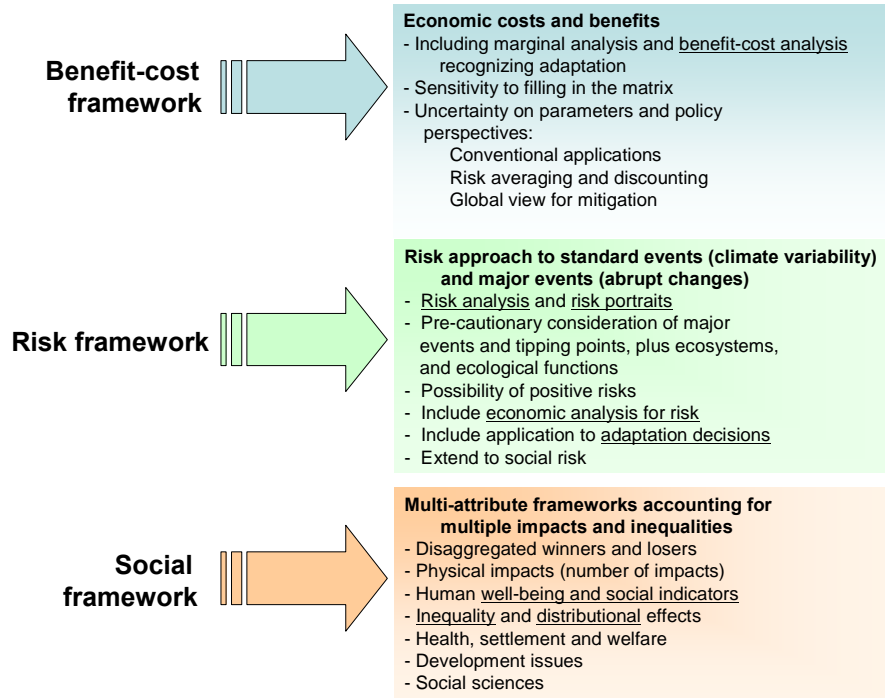 Benefit-cost
framework
Economic costs and benefits
- Including marginal analysis and benefit-cost analysis
recognizing adaptation
- Sensitivity to filling in the matrix
- Uncertainty on parameters and policy
perspectives:
Conventional applications
Risk averaging and discounting
Global view for mitigation
Risk framework
Risk approach to standard events (climate variability)
and major events (abrupt changes)
- Risk analysis and risk portraits
- Pre-cautionary consideration of major
events and tipping points, plus ecosystems,
and ecological functions
- Possibility of positive risks
- Include economic analysis for risk
- Include application to adaptation decisions
- Extend to social risk
Social
framework
Multi-attribute frameworks accounting for
multiple impacts and inequalities
- Disaggregated winners and losers
- Physical impacts (number of impacts)
- Human well-being and social indicators
- Inequality and distributional effects
- Health, settlement and welfare
- Development issues
- Social sciences